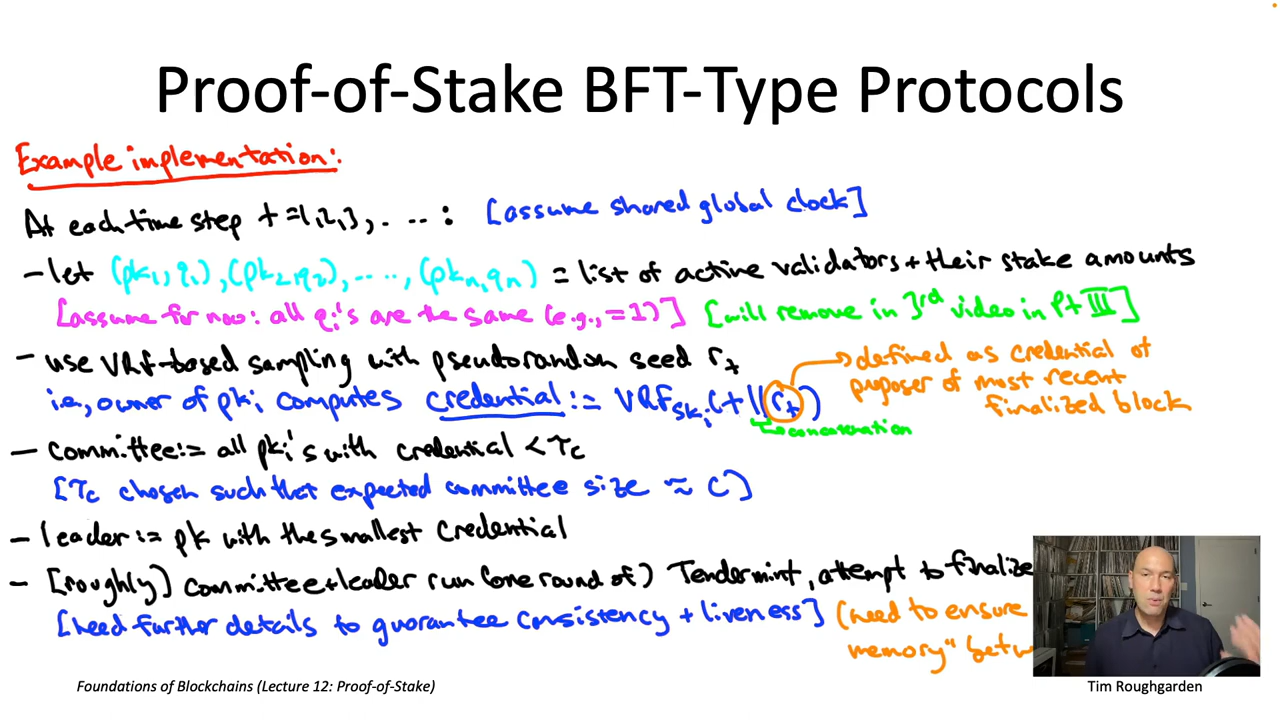 Proof-of-Stake BFT-Type Protocols
Example implementation:
At each time step t=1,2,3, . . . : [assume shared global clock]
- let (pk₁, q₁), (pk₂, q₂), . . . ., (pkₙ, qₙ) = list of active validators + their stake amounts
[assume for now: all qᵢ's are the same (e.g., =1)] [will remove in 3rd video in Pt III]
- use VRF-based sampling with pseudorandom seed rₜ
i.e., owner of pkᵢ computes credential := VRF_skᵢ(t || rₜ)
→ defined as credential of
proposer of most recent
finalized block
concatenation
- committee := all pkᵢ's with credential < τc
[τc chosen such that expected committee size ≈ C]
- leader := pk with the smallest credential
- [roughly] committee + leader run (one round of) Tendermint, attempt to finalize
[need further details to guarantee consistency + liveness] (need to ensure
memory"
Foundations of Blockchains (Lecture 12: Proof-of-Stake)
Tim Roughgarden